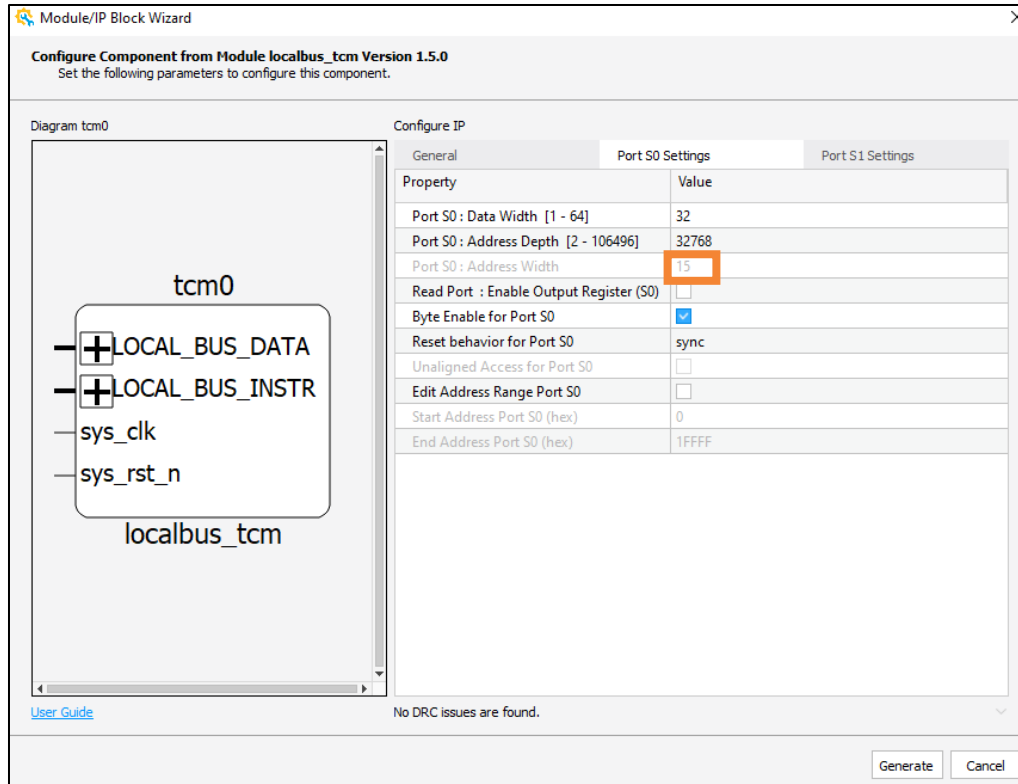 Module/IP Block Wizard
Configure Component from Module localbus_tcm Version 1.5.0
Set the following parameters to configure this component.
Diagram tcm0
Configure IP
General Port S0 Settings Port S1 Settings
Property Value
Port S0 : Data Width [1 - 64] 32
Port S0 : Address Depth [2 - 106496] 32768
Port S0 : Address Width 15
Read Port : Enable Output Register (S0)
Byte Enable for Port S0
Reset behavior for Port S0 sync
Unaligned Access for Port S0
Edit Address Range Port S0
Start Address Port S0 (hex) 0
End Address Port S0 (hex) 1FFFF
tcm0
LOCAL_BUS_DATA
LOCAL_BUS_INSTR
sys_clk
sys_rst_n
localbus_tcm
User Guide
No DRC issues are found.
Generate Cancel